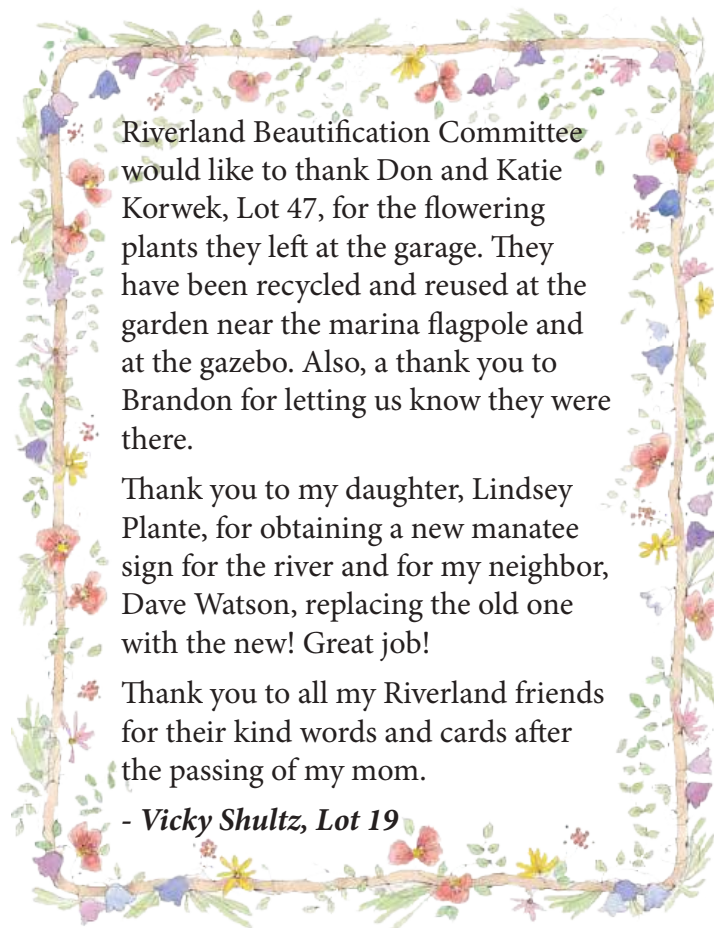 Riverland Beautification Committee
would like to thank Don and Katie
Korwek, Lot 47, for the flowering
plants they left at the garage. They
have been recycled and reused at the
garden near the marina flagpole and
at the gazebo. Also, a thank you to
Brandon for letting us know they were
there.
Thank you to my daughter, Lindsey
Plante, for obtaining a new manatee
sign for the river and for my neighbor,
Dave Watson, replacing the old one
with the new! Great job!
Thank you to all my Riverland friends
for their kind words and cards after
the passing of my mom.
- Vicky Shultz, Lot 19